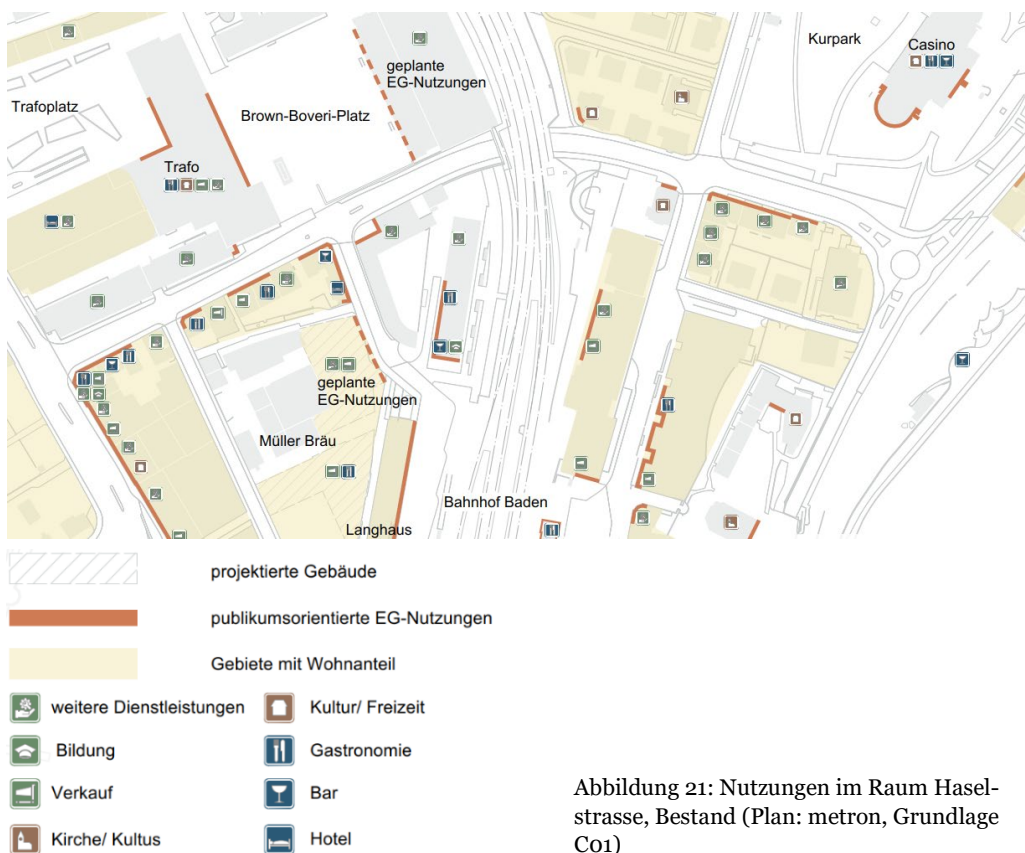 Kurpark
Casino
geplante
EG-Nutzungen
Trafoplatz
Brown-Boveri-Platz
Trafo
geplante
EG-Nutzungen
Müller Bräu
Bahnhof Baden
Langhaus
projektierte Gebäude
publikumsorientierte EG-Nutzungen
Gebiete mit Wohnanteil
weitere Dienstleistungen
Kultur/ Freizeit
Bildung
Gastronomie
Verkauf
Bar
Kirche/ Kultus
Hotel
Abbildung 21: Nutzungen im Raum Hasel-
strasse, Bestand (Plan: metron, Grundlage
C01)